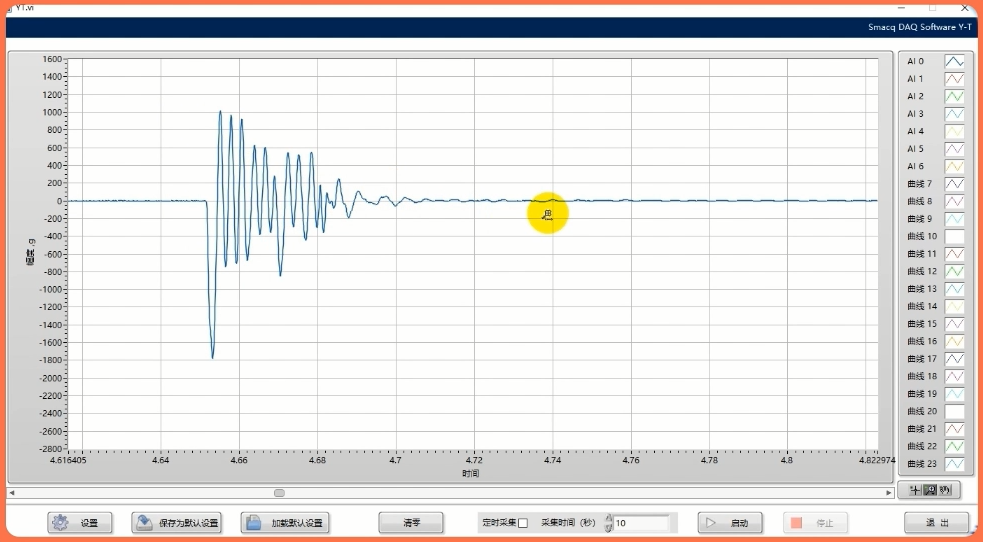 YT.vi
Smacq DAQ Software Y-T
1600
1400
1200
1000
800
600
400
200
0
-200
-400
-600
-800
-1000
-1200
-1400
-1600
-1800
-2000
-2200
-2400
-2600
-2800
幅度 .g
4.616405 4.64 4.66 4.68 4.7 4.72 4.74 4.76 4.78 4.8 4.822974
时间
AI 0
AI 1
AI 2
AI 3
AI 4
AI 5
AI 6
曲线 7
曲线 8
曲线 9
曲线 10
曲线 11
曲线 12
曲线 13
曲线 14
曲线 15
曲线 16
曲线 17
曲线 18
曲线 19
曲线 20
曲线 21
曲线 22
曲线 23
设置 保存为默认设置 加载默认设置 清零 定时采集 采集时间（秒） 10 启动 停止 退 出